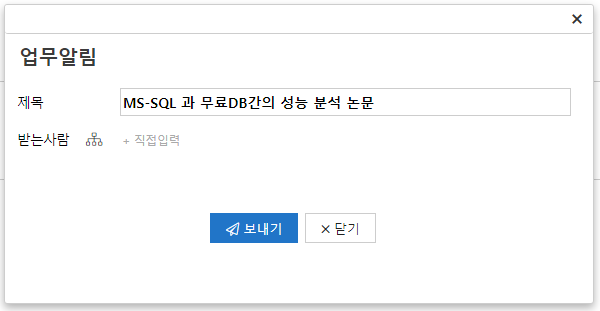 업무알림
제목 MS-SQL 과 무료DB간의 성능 분석 논문
받는사람 + 직접입력
보내기 × 닫기